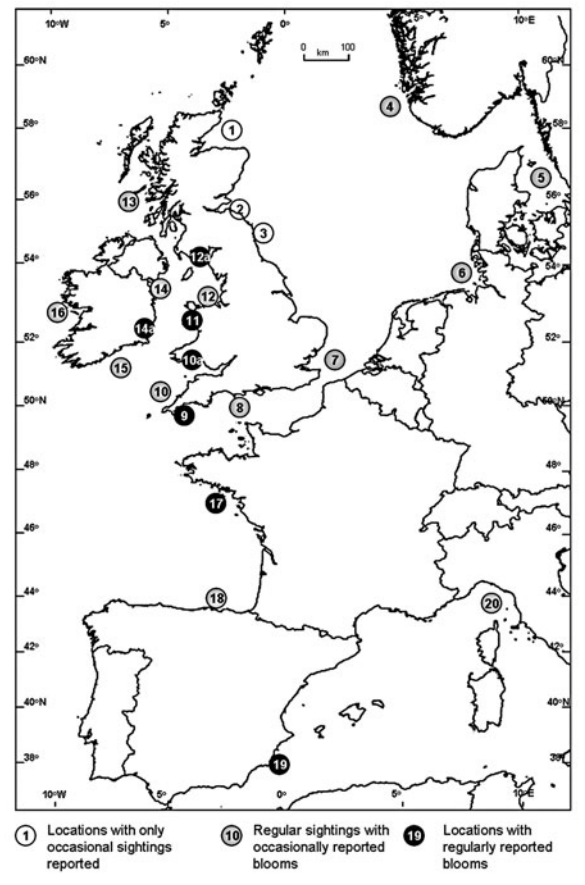 10°W 5° 0° 5° 10°E
0 km 100
60°N 60°N
4
1
58° 58°
5
56° 56°
13
2
3
54° 12a 54°
6
14 12
16
11
52° 14a 52°
10a
15 7
10
50° 9 8 50°N
48° 48°
17
46° 46°
44° 18 20 44°
42° 42°
40°N 40°N
38° 19 38°
10°W 5° 0° 5° 10°E
1 Locations with only occasional sightings reported
10 Regular sightings with occasionally reported blooms
19 Locations with regularly reported blooms